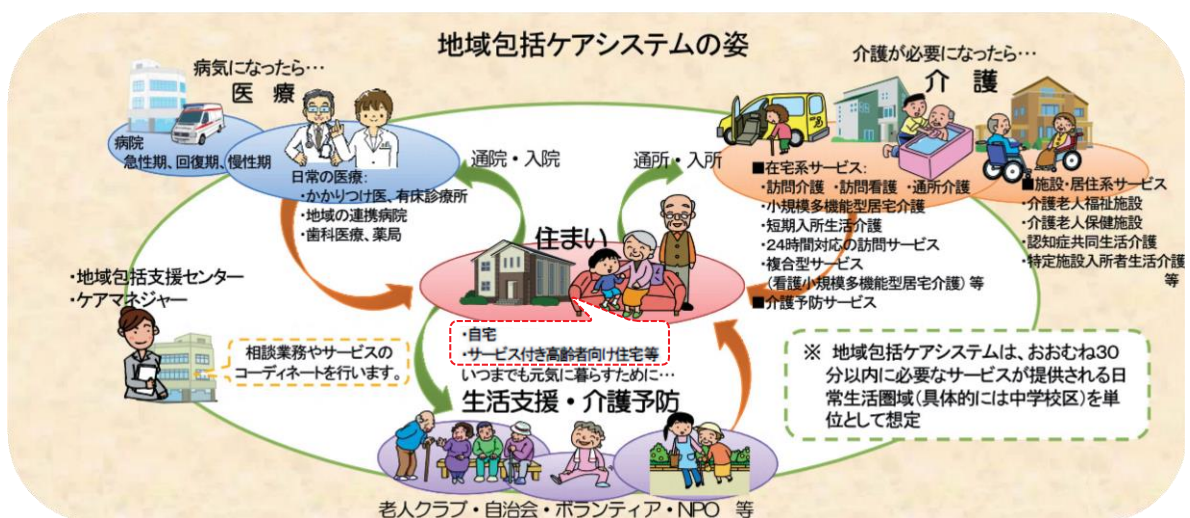 地域包括ケアシステムの姿
病気になったら…
医 療
病院
急性期、回復期、慢性期
日常の医療:
・かかりつけ医、有床診療所
・地域の連携病院
・歯科医療、薬局
通院・入院
通所・入所
介護が必要になったら…
介 護
■在宅系サービス:
・訪問介護 ・訪問看護 ・通所介護
・小規模多機能型居宅介護
・短期入所生活介護
・24時間対応の訪問サービス
・複合型サービス
(看護小規模多機能型居宅介護)等
■介護予防サービス
■施設・居住系サービス
・介護老人福祉施設
・介護老人保健施設
・認知症共同生活介護
・特定施設入所者生活介護
等
住まい
・自宅
・サービス付き高齢者向け住宅等
・地域包括支援センター
・ケアマネジャー
相談業務やサービスの
コーディネートを行います。
いつまでも元気に暮らすために…
生活支援・介護予防
老人クラブ・自治会・ボランティア・NPO 等
※ 地域包括ケアシステムは、おおむね30
分以内に必要なサービスが提供される日
常生活圏域(具体的には中学校区)を単
位として想定